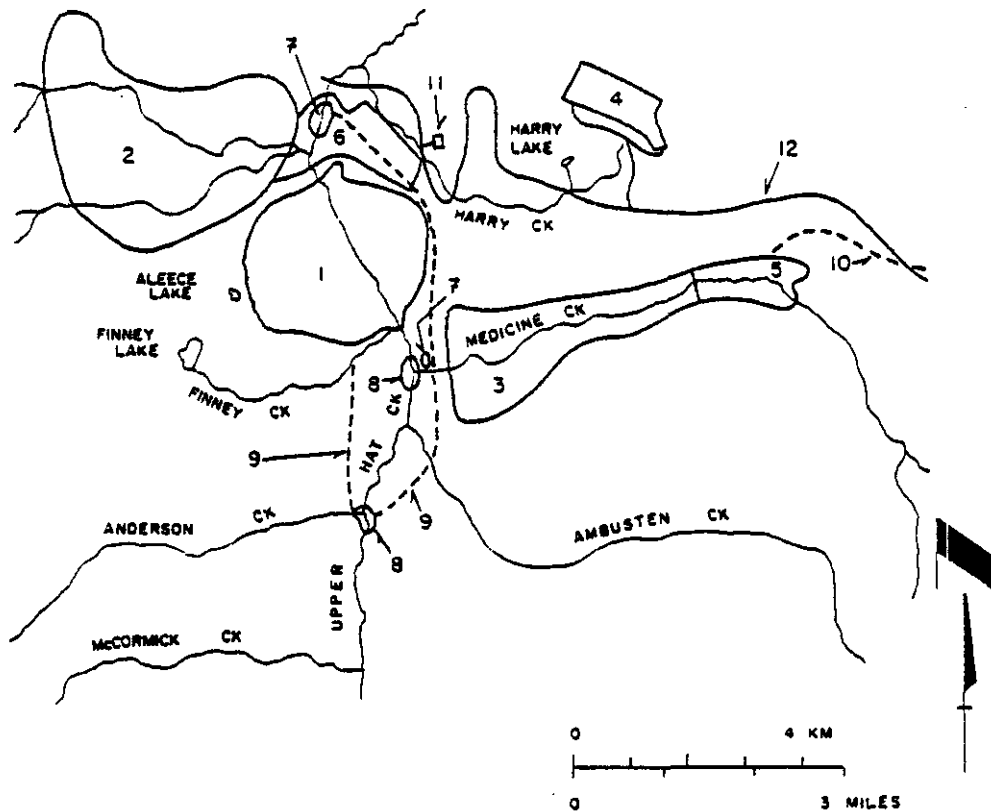 7
11
4
HARRY
LAKE
12
2
6
HARRY CK
10
5
1
ALEECE
LAKE
7
MEDICINE CK
FINNEY
LAKE
8
3
FINNEY CK
HAT CK
9
9
ANDERSON CK
8
AMBUSTEN CK
UPPER
McCORMICK CK
0 4 KM
0 3 MILES